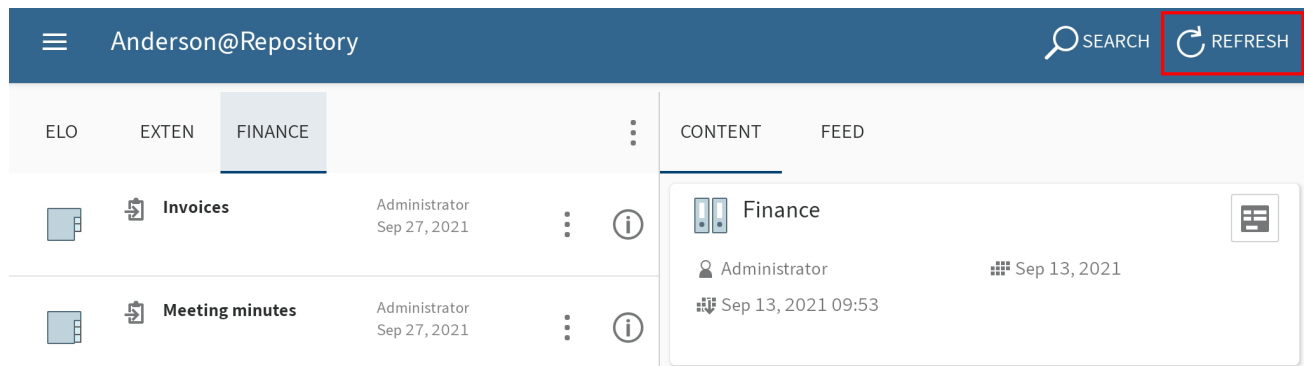 Anderson@Repository SEARCH REFRESH
ELO EXTEN FINANCE CONTENT FEED
Invoices Administrator
Sep 27, 2021
Finance
Administrator Sep 13, 2021
Sep 13, 2021 09:53
Meeting minutes Administrator
Sep 27, 2021